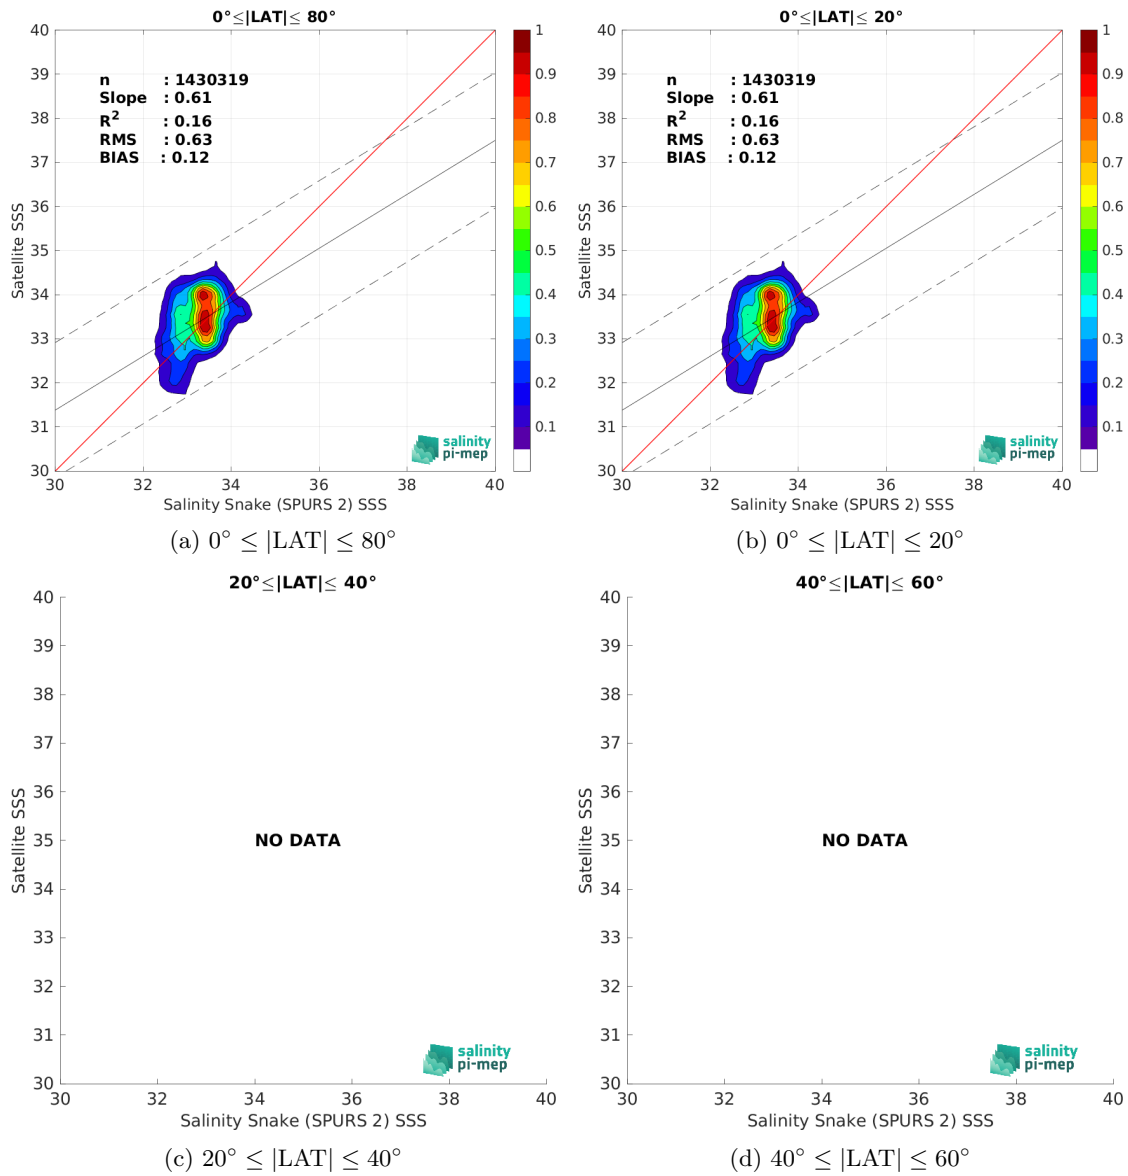 0°≤|LAT|≤ 80°
40
39
38
37
36
35
34
33
32
31
30
Satellite SSS
n : 1430319
Slope : 0.61
R² : 0.16
RMS : 0.63
BIAS : 0.12
salinity
pi-mep
30 32 34 36 38 40
Salinity Snake (SPURS 2) SSS
1
0.9
0.8
0.7
0.6
0.5
0.4
0.3
0.2
0.1
(a) 0° ≤ |LAT| ≤ 80°
0°≤|LAT|≤ 20°
40
39
38
37
36
35
34
33
32
31
30
Satellite SSS
n : 1430319
Slope : 0.61
R² : 0.16
RMS : 0.63
BIAS : 0.12
salinity
pi-mep
30 32 34 36 38 40
Salinity Snake (SPURS 2) SSS
1
0.9
0.8
0.7
0.6
0.5
0.4
0.3
0.2
0.1
(b) 0° ≤ |LAT| ≤ 20°
20°≤|LAT|≤ 40°
40
39
38
37
36
35
34
33
32
31
30
Satellite SSS
NO DATA
salinity
pi-mep
30 32 34 36 38 40
Salinity Snake (SPURS 2) SSS
(c) 20° ≤ |LAT| ≤ 40°
40°≤|LAT|≤ 60°
40
39
38
37
36
35
34
33
32
31
30
Satellite SSS
NO DATA
salinity
pi-mep
30 32 34 36 38 40
Salinity Snake (SPURS 2) SSS
(d) 40° ≤ |LAT| ≤ 60°